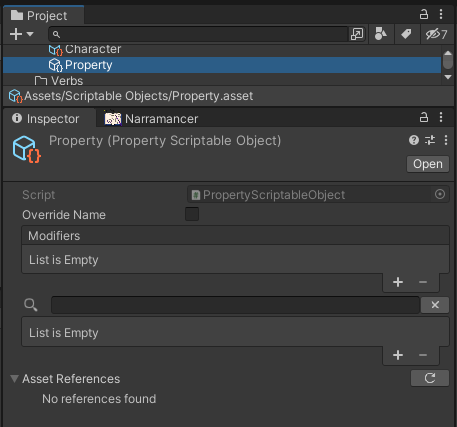 Project
7
Character
Property
Verbs
Assets/Scriptable Objects/Property.asset
Inspector
Narramancer
Property (Property Scriptable Object)
Open
Script
PropertyScriptableObject
Override Name
Modifiers
List is Empty
List is Empty
Asset References
No references found